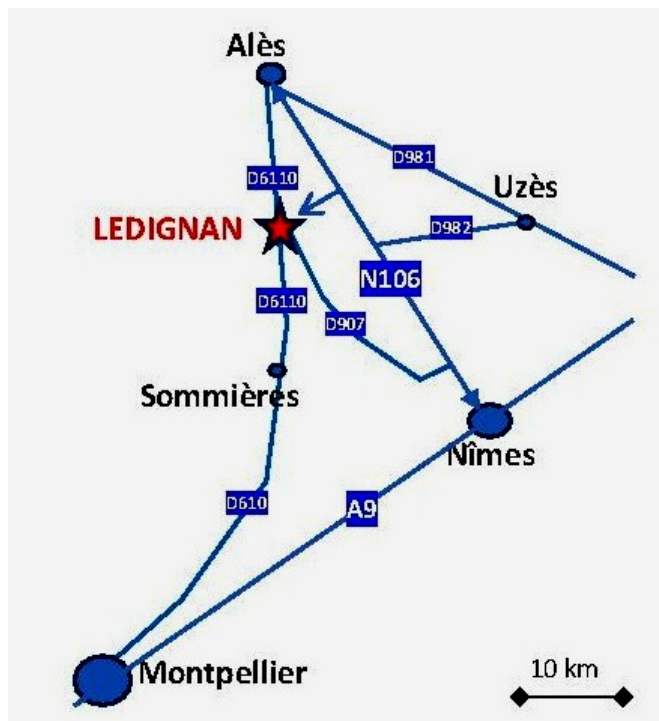 Alès
D981
D6110
Uzès
LEDIGNAN
D982
N106
D6110
D907
Sommières
Nîmes
D610
A9
Montpellier
10 km